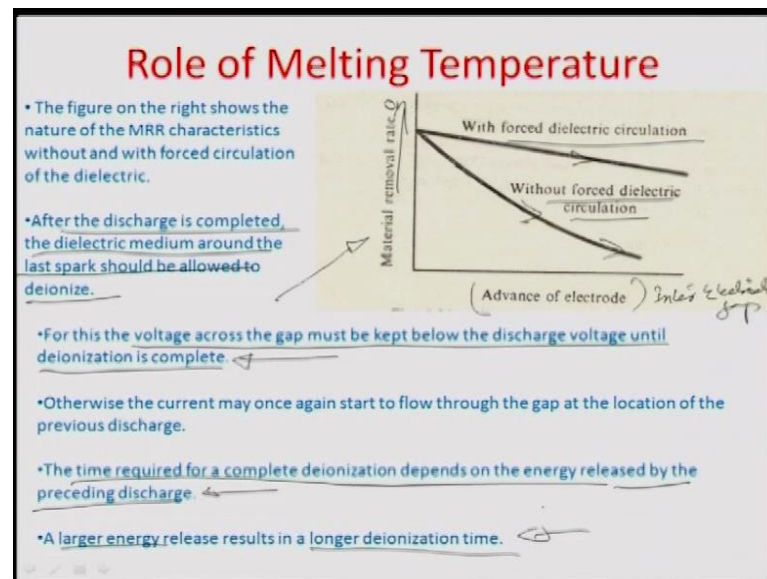 Role of Melting Temperature
• The figure on the right shows the
nature of the MRR characteristics
without and with forced circulation
of the dielectric.
•After the discharge is completed,
the dielectric medium around the
last spark should be allowed to
deionize.
Material removal rate, Q
With forced dielectric circulation
Without forced dielectric
circulation
(Advance of electrode) Inter Electrode
gap
•For this the voltage across the gap must be kept below the discharge voltage until
deionization is complete.
•Otherwise the current may once again start to flow through the gap at the location of the
previous discharge.
•The time required for a complete deionization depends on the energy released by the
preceding discharge.
•A larger energy release results in a longer deionization time.